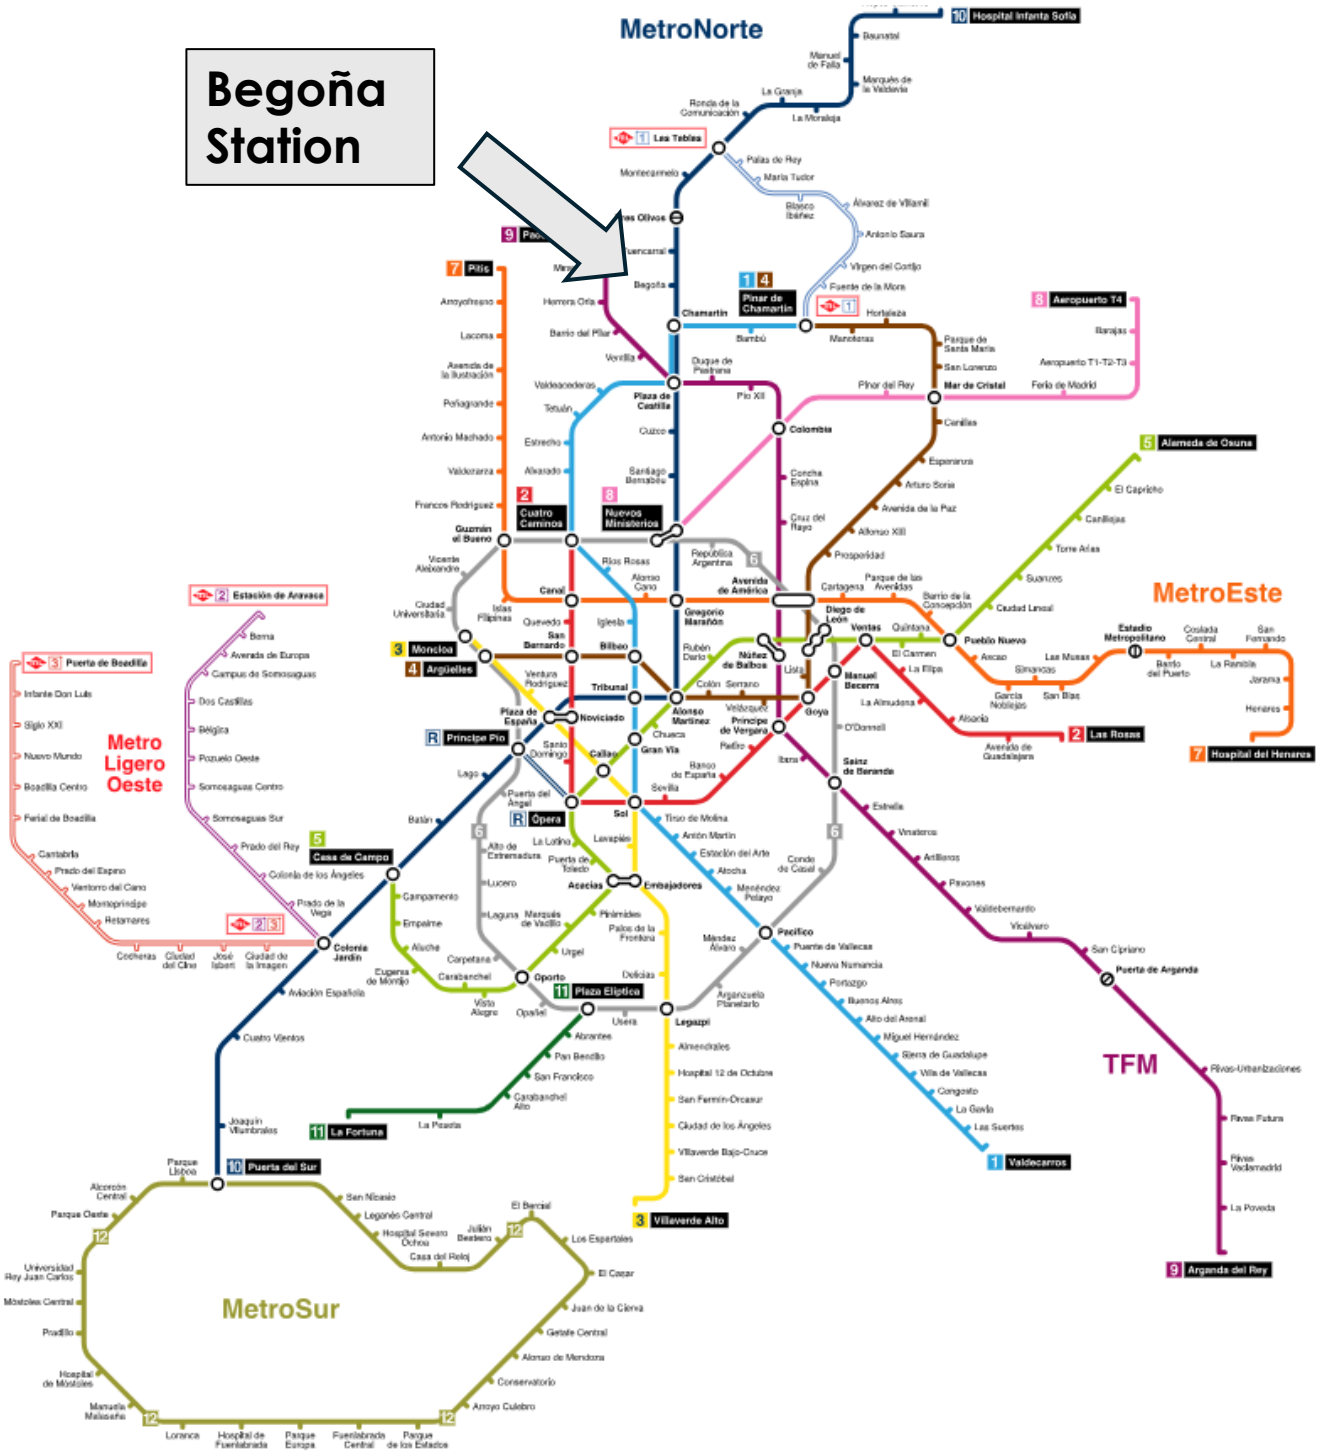 MetroNorte
10 Hospital Infanta Sofía
Baunatal
Manuel
de Falla
Marqués de
la Valdavia
La Granja
La Moraleja
Ronda de la
Comunicación
Begoña
Station
1 Las Tablas
Palas de Rey
María Tudor
Montecarmelo
Blasco
Ibáñez
Álvarez de Villamil
Antonio Saura
Virgen del Cortijo
Fuente de la Mora
res Olivos
uencarral
Begoña
9
7 Pitis
Arroyofresno
Lacoma
Avenida de
la Ilustración
Peñagrande
Antonio Machado
Valdezarza
Francos Rodríguez
Guzmán
el Bueno
Herrera Oria
Barrio del Pilar
Ventilla
Chamartín
1 4
Pinar de
Chamartín
1
Bambú
Manoteras
Hortaleza
Parque de
Santa María
San Lorenzo
Mar de Cristal
8 Aeropuerto T4
Barajas
Aeropuerto T1-T2-T3
Feria de Madrid
Pinar del Rey
Duque de
Pastrana
Pío XII
Valdeacederas
Tetuán
Plaza de
Castilla
Estrecho
Alvarado
Cuzco
Santiago
Bernabéu
Colombia
Concha
Espina
Cruz del
Rayo
Canillas
Esperanza
Arturo Soria
Avenida de la Paz
Alfonso XIII
Prosperidad
5 Alameda de Osuna
El Capricho
Canillejas
Torre Arias
Suanzes
Ciudad Lineal
2
Cuatro
Caminos
8
Nuevos
Ministerios
República
Argentina
6
Ríos Rosas
Alonso
Cano
Avenida
de América
Cartagena
Parque de las
Avenidas
Barrio de la
Concepción
MetroEste
Vicente
Aleixandre
Ciudad
Universitaria
Islas
Filipinas
Canal
Quevedo
Iglesia
Gregorio
Marañón
Diego de
León
Ventas
Quintana
El Carmen
Pueblo Nuevo
Ascao
García
Noblejas
Simancas
San Blas
Las Musas
Estadio
Metropolitano
Barrio
del Puerto
Coslada
Central
La Rambla
San
Fernando
Jarama
Henares
7 Hospital del Henares
3 Moncloa
4 Argüelles
San
Bernardo
Bilbao
Rubén
Darío
Núñez
de Balboa
Lista
Manuel
Becerra
La Elipa
La Almudena
Alsacia
Avenida de
Guadalajara
2 Las Rosas
Ventura
Rodríguez
Tribunal
Alonso
Martínez
Colón
Serrano
Velázquez
Goya
O'Donnell
Plaza de
España
Noviciado
Chueca
Príncipe
de Vergara
R Príncipe Pío
Santo
Domingo
Callao
Gran Vía
Retiro
Banco
de España
Sevilla
Ibiza
Sainz
de Baranda
Lago
Puerta del
Ángel
R Ópera
Sol
Batán
5
Casa de Campo
6
Alto de
Extremadura
Lucero
Laguna
Carpetana
La Latina
Puerta de
Toledo
Lavapiés
Acacias
Embajadores
Tirso de Molina
Antón Martín
Estación del Arte
Atocha
Menéndez
Pelayo
Conde
de Casal
6
Pacífico
Estrella
Vinateros
Artilleros
Pavones
Valdebernardo
Vicálvaro
San Cipriano
Puerta de Arganda
TFM
Rivas-Urbanizaciones
Rivas Futura
Rivas
Vaciamadrid
La Poveda
9 Arganda del Rey
2 Estación de Aravaca
Berna
Avenida de Europa
Campus de Somosaguas
Dos Castillas
Bélgica
Pozuelo Oeste
Somosaguas Centro
Somosaguas Sur
Prado del Rey
Colonia de los Ángeles
Prado de la
Vega
2 3
3 Puerta de Boadilla
Infante Don Luis
Siglo XXI
Nuevo Mundo
Boadilla Centro
Ferial de Boadilla
Cantabria
Prado del Espino
Ventorro del Cano
Monteprincipe
Retamares
Cocheras
Ciudad
del Cine
José
Isbert
Ciudad de
la Imagen
Metro
Ligero
Oeste
Colonia
Jardín
Campamento
Empalme
Aluche
Eugenia
de Montijo
Carabanchel
Vista
Alegre
Oporto
Marqués
de Vadillo
Urgel
Pirámides
Palos de la
Frontera
Delicias
Méndez
Álvaro
Arganzuela
Planetario
Legazpi
Usera
11 Plaza Elíptica
Opañel
Abrantes
Pan Bendito
San Francisco
Carabanchel
Alto
La Peseta
11 La Fortuna
Aviación Española
Cuatro Vientos
Joaquín
Vilumbrales
10 Puerta del Sur
Almendrales
Hospital 12 de Octubre
San Fermín-Orcasur
Ciudad de los Ángeles
Villaverde Bajo-Cruce
San Cristóbal
3 Villaverde Alto
Puente de Vallecas
Nueva Numancia
Portazgo
Buenos Aires
Alto del Arenal
Miguel Hernández
Sierra de Guadalupe
Villa de Vallecas
Congosto
La Gavia
Las Suertes
1 Valdecarros
Parque
Lisboa
Alcorcón
Central
Parque Oeste
12
Universidad
Rey Juan Carlos
Móstoles Central
Pradillo
Hospital
de Móstoles
Manuela
Malasaña
12
Loranca
Hospital de
Fuenlabrada
Parque
Europa
Fuenlabrada
Central
Parque
de los Estados
12
Arroyo Culebro
Conservatorio
Alonso de Mendoza
Getafe Central
Juan de la Cierva
El Casar
Los Espartales
El Bercial
12
Julián
Besteiro
Casa del Reloj
Hospital Severo
Ochoa
Leganés Central
San Nicasio
MetroSur